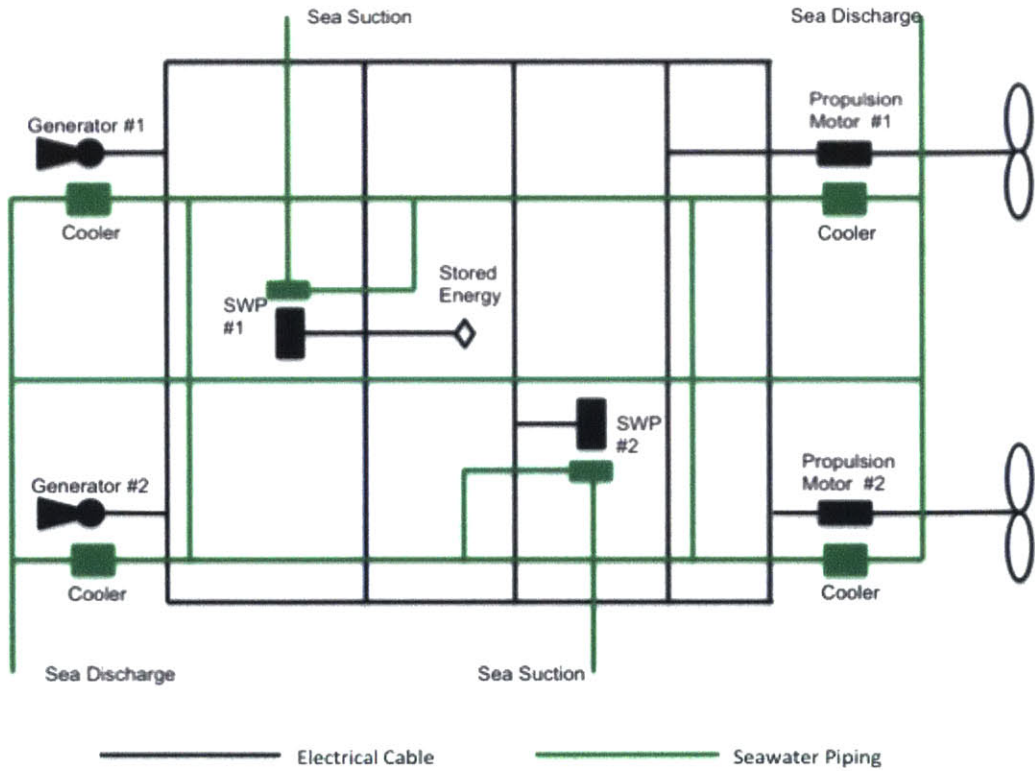 Sea Suction
Sea Discharge
Generator #1
Propulsion
Motor #1
Cooler
Cooler
Stored
Energy
SWP
#1
SWP
#2
Generator #2
Propulsion
Motor #2
Cooler
Cooler
Sea Discharge
Sea Suction
Electrical Cable
Seawater Piping